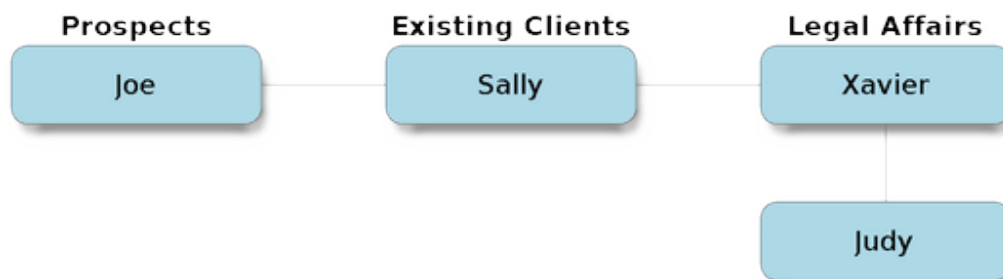 Prospects
Existing Clients
Legal Affairs
Joe
Sally
Xavier
Judy